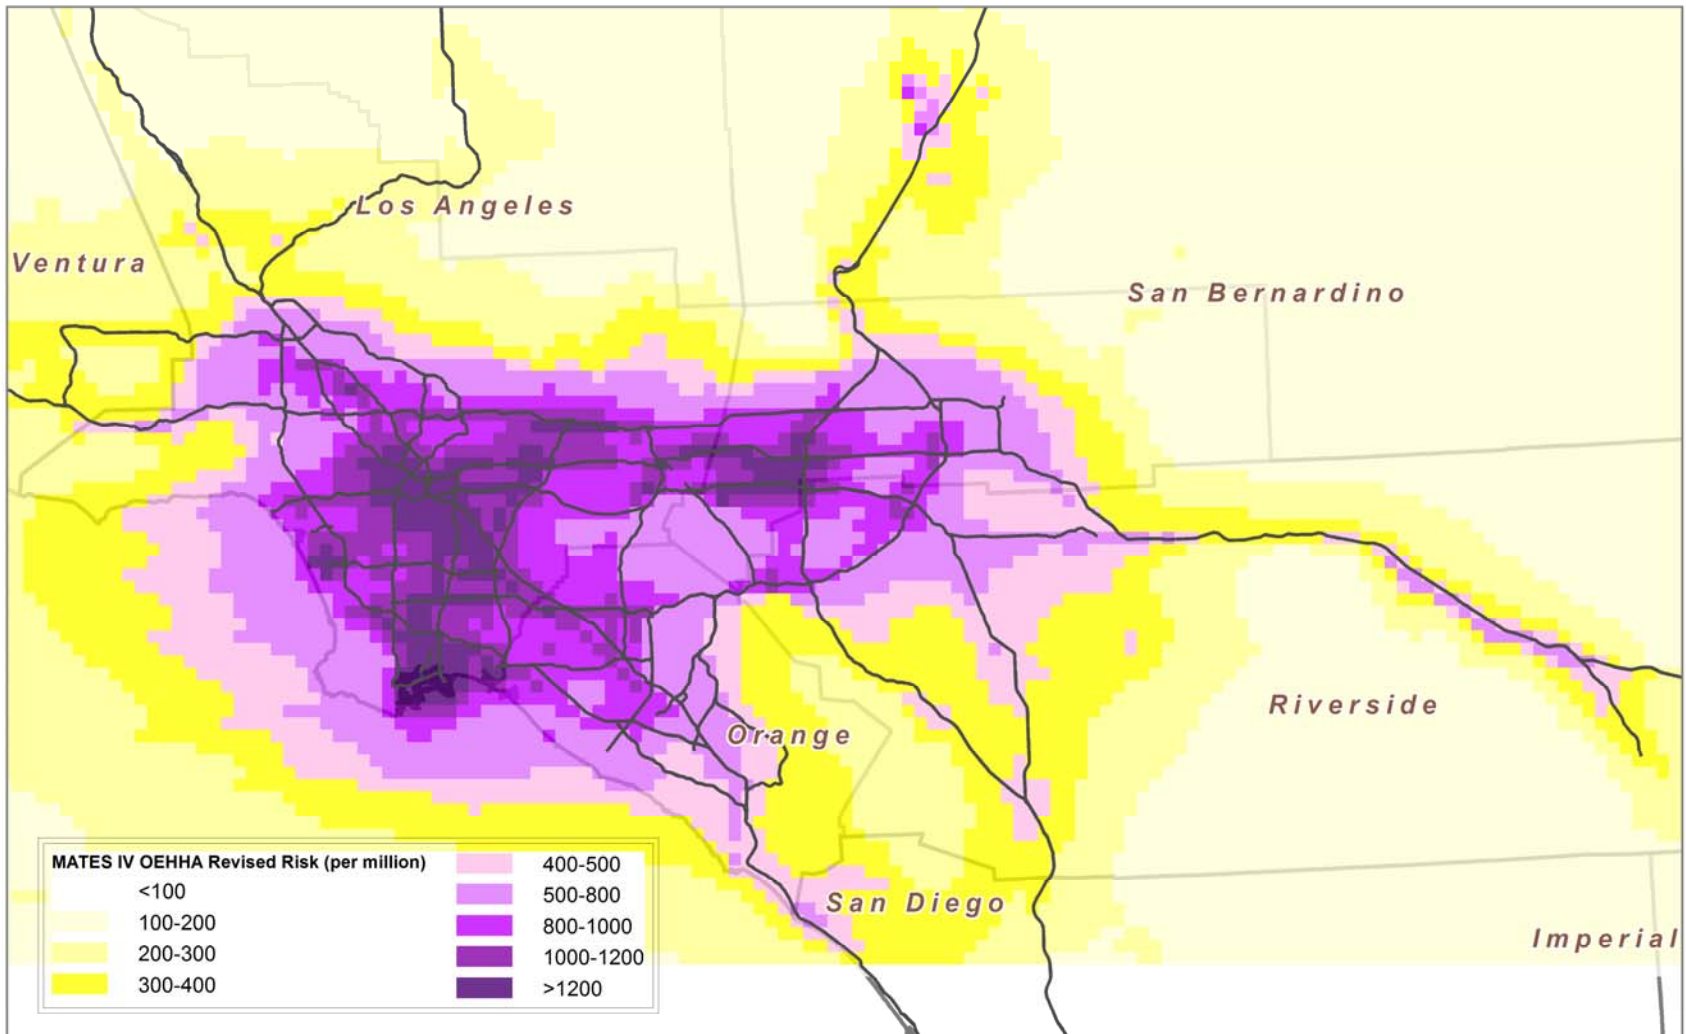 Los Angeles
Ventura
San Bernardino
Riverside
Orange
San Diego
Imperial
MATES IV OEHHA Revised Risk (per million)
<100
100-200
200-300
300-400
400-500
500-800
800-1000
1000-1200
>1200